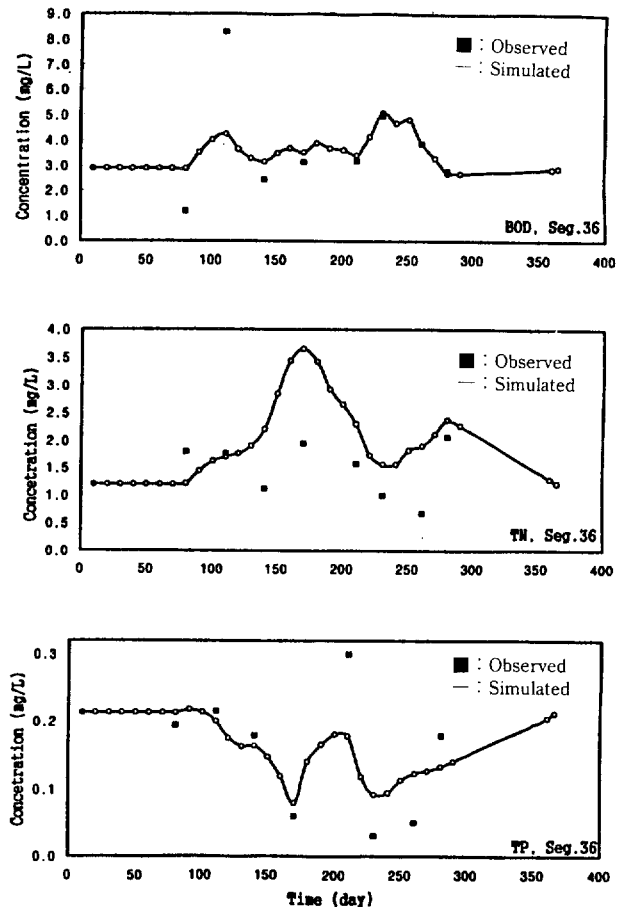 9.0
8.0
7.0
6.0
5.0
4.0
3.0
2.0
1.0
0.0
Concentration (mg/L)
■ : Observed
— : Simulated
BOD, Seg.36
0 50 100 150 200 250 300 350 400
4.0
3.5
3.0
2.5
2.0
1.5
1.0
0.5
0.0
Concetration (mg/L)
■ : Observed
— : Simulated
TN, Seg.36
0 50 100 150 200 250 300 350 400
0.3
0.2
0.1
0.0
Concetration (mg/L)
■ : Observed
— : Simulated
TP, Seg.36
0 50 100 150 200 250 300 350 400
Time (day)